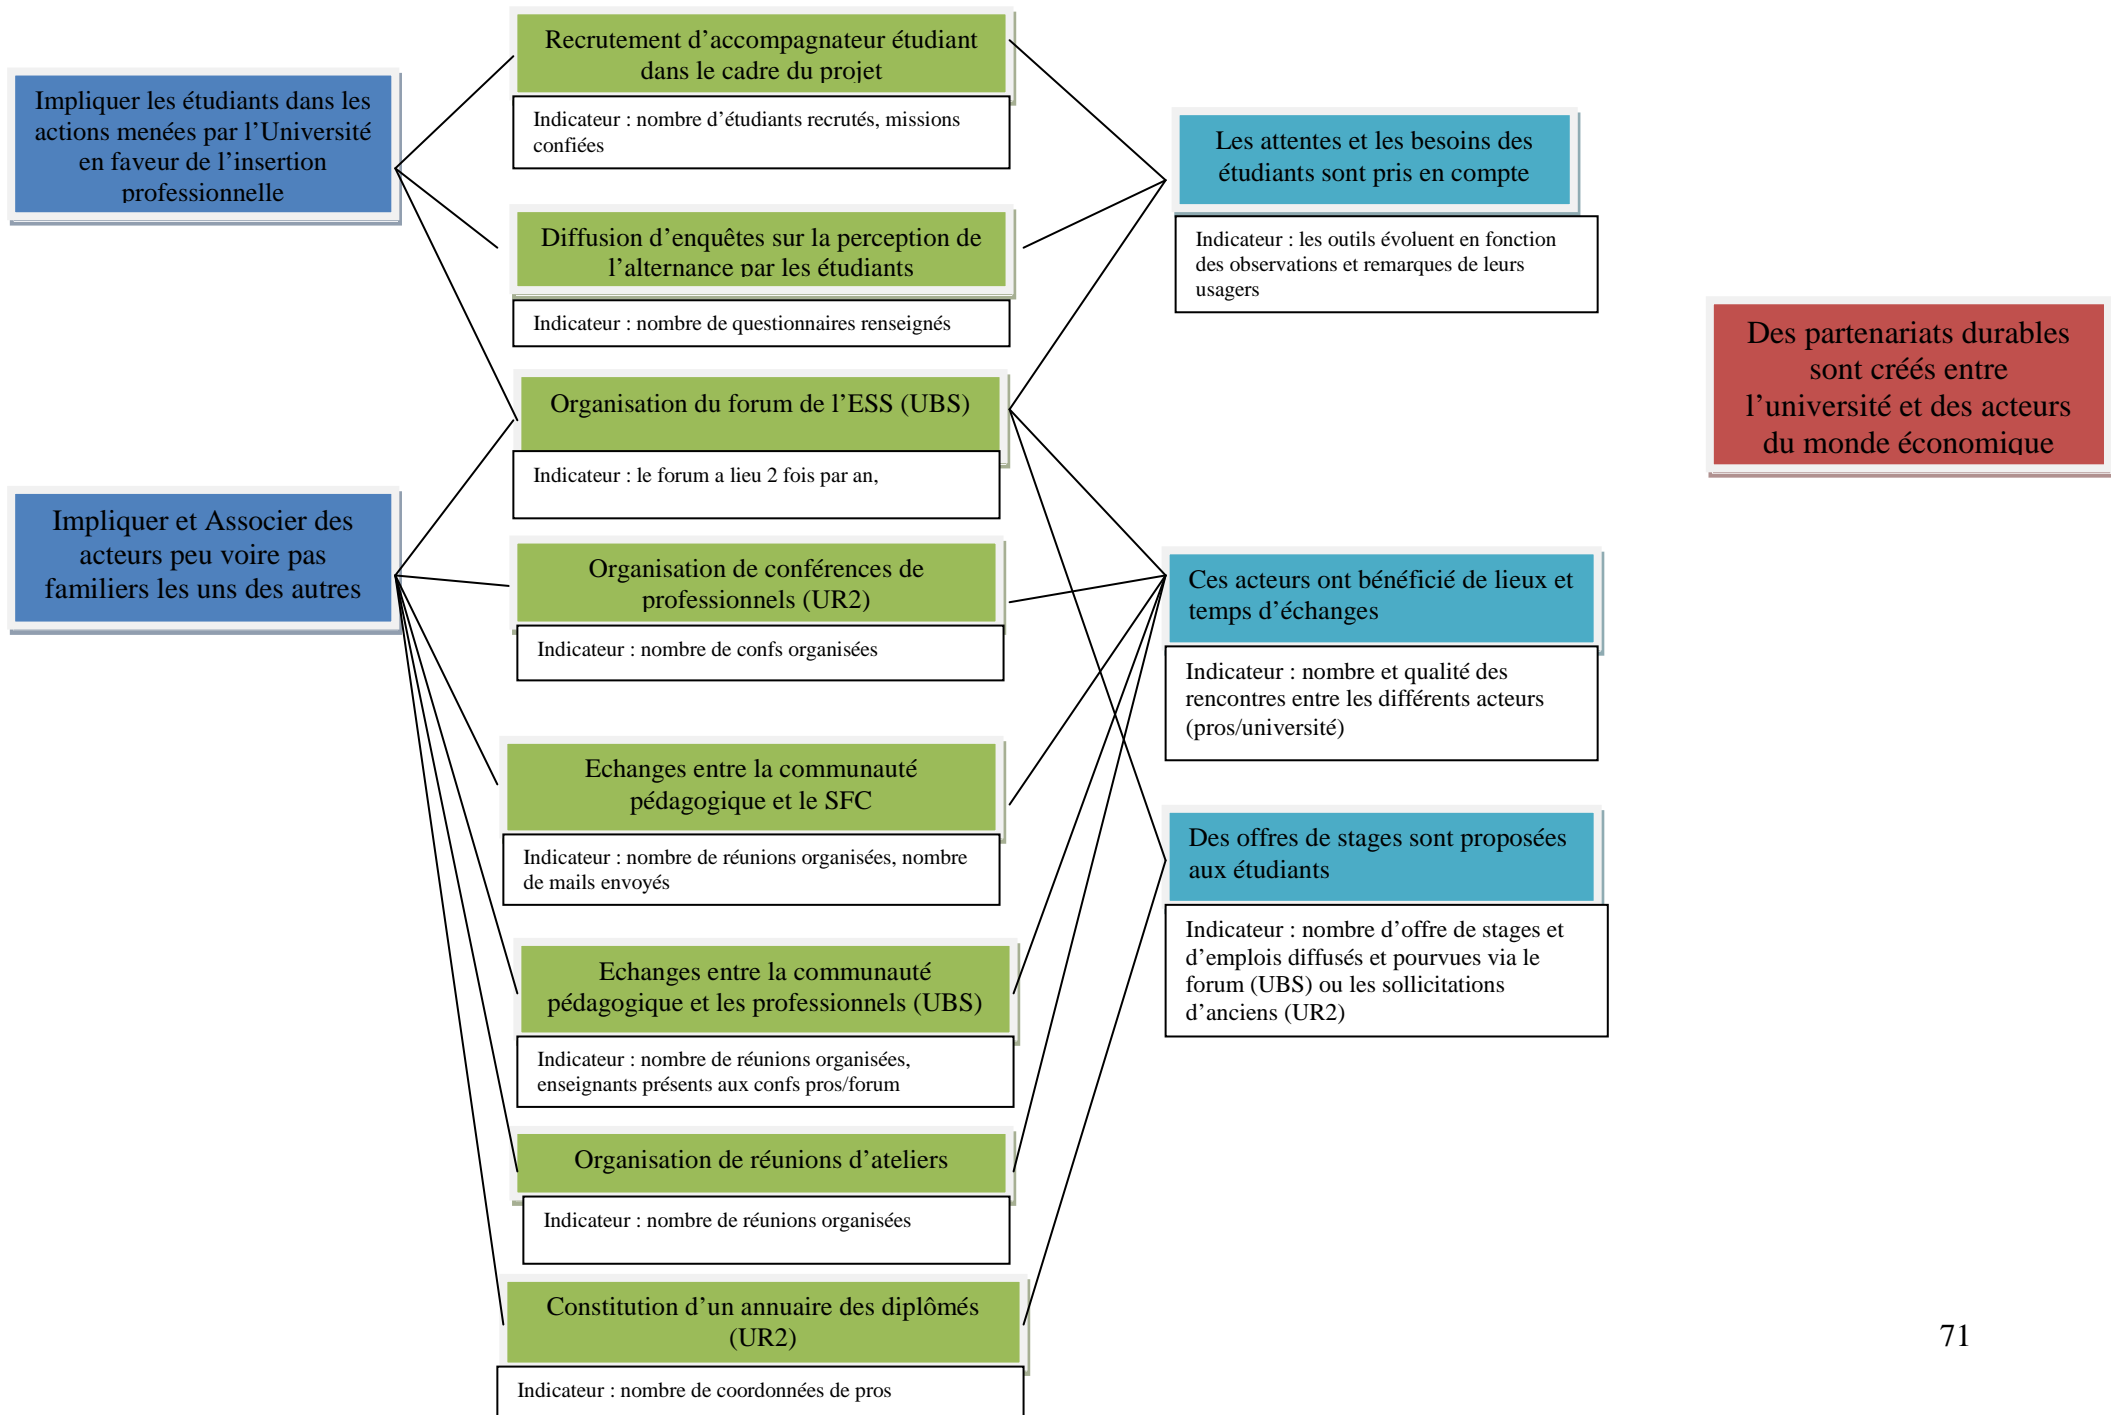 Impliquer les étudiants dans les
actions menées par l’Université
en faveur de l’insertion
professionnelle
Impliquer et Associer des
acteurs peu voire pas
familiers les uns des autres
Recrutement d’accompagnateur étudiant
dans le cadre du projet
Indicateur : nombre d’étudiants recrutés, missions
confiées
Diffusion d’enquêtes sur la perception de
l’alternance par les étudiants
Indicateur : nombre de questionnaires renseignés
Organisation du forum de l’ESS (UBS)
Indicateur : le forum a lieu 2 fois par an,
Organisation de conférences de
professionnels (UR2)
Indicateur : nombre de confs organisées
Echanges entre la communauté
pédagogique et le SFC
Indicateur : nombre de réunions organisées, nombre
de mails envoyés
Echanges entre la communauté
pédagogique et les professionnels (UBS)
Indicateur : nombre de réunions organisées,
enseignants présents aux confs pros/forum
Organisation de réunions d’ateliers
Indicateur : nombre de réunions organisées
Constitution d’un annuaire des diplômés
(UR2)
Indicateur : nombre de coordonnées de pros
Les attentes et les besoins des
étudiants sont pris en compte
Indicateur : les outils évoluent en fonction
des observations et remarques de leurs
usagers
Ces acteurs ont bénéficié de lieux et
temps d’échanges
Indicateur : nombre et qualité des
rencontres entre les différents acteurs
(pros/université)
Des offres de stages sont proposées
aux étudiants
Indicateur : nombre d’offre de stages et
d’emplois diffusés et pourvues via le
forum (UBS) ou les sollicitations
d’anciens (UR2)
Des partenariats durables
sont créés entre
l’université et des acteurs
du monde économique
71